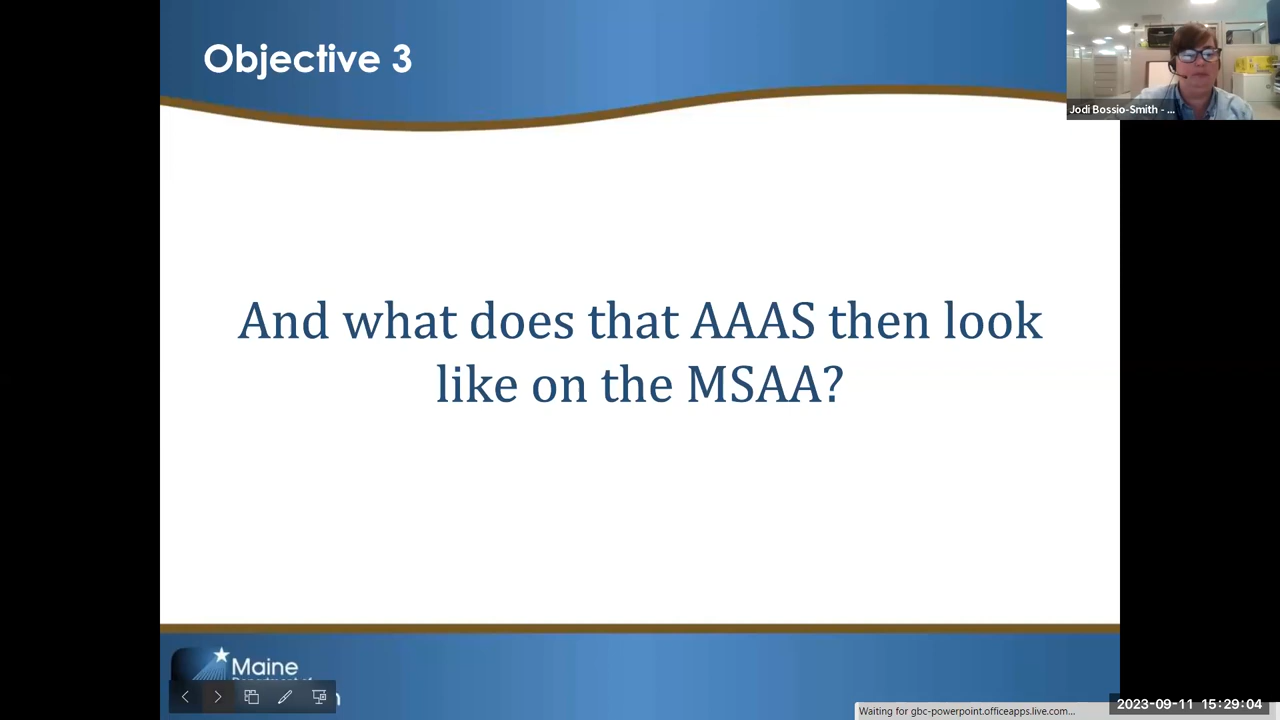 Objective 3
Jodi Bossio-Smith - ...
And what does that AAAS then look
like on the MSAA?
Maine
Waiting for gbc-powerpoint.officeapps.live.com...
2023-09-11 15:29:04